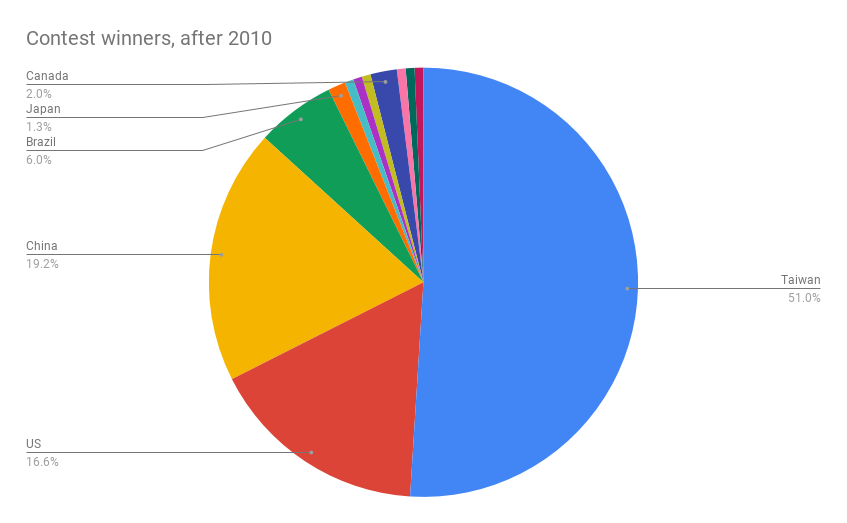 Contest winners, after 2010
Canada
2.0%
Japan
1.3%
Brazil
6.0%
China
19.2%
Taiwan
51.0%
US
16.6%